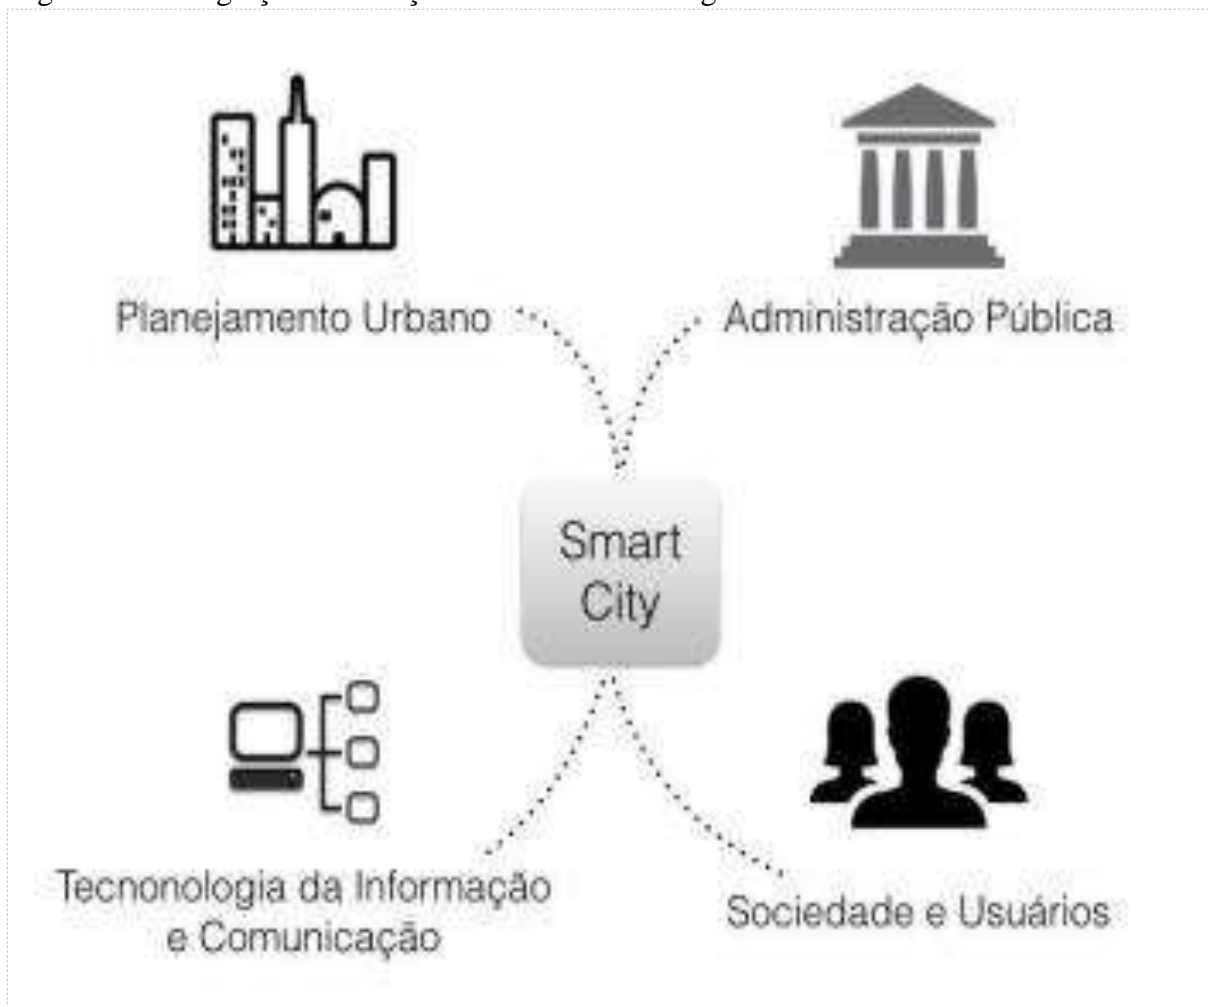 Planejamento Urbano
Administração Pública
Smart
City
Tecnonologia da Informação
e Comunicação
Sociedade e Usuários